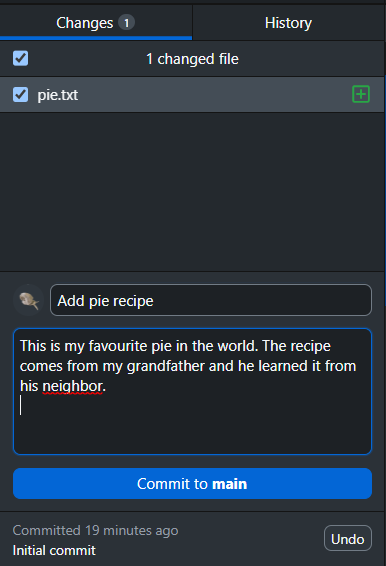 Changes 1
History
1 changed file
pie.txt
Add pie recipe
This is my favourite pie in the world. The recipe
comes from my grandfather and he learned it from
his neighbor.
Commit to main
Committed 19 minutes ago
Initial commit
Undo